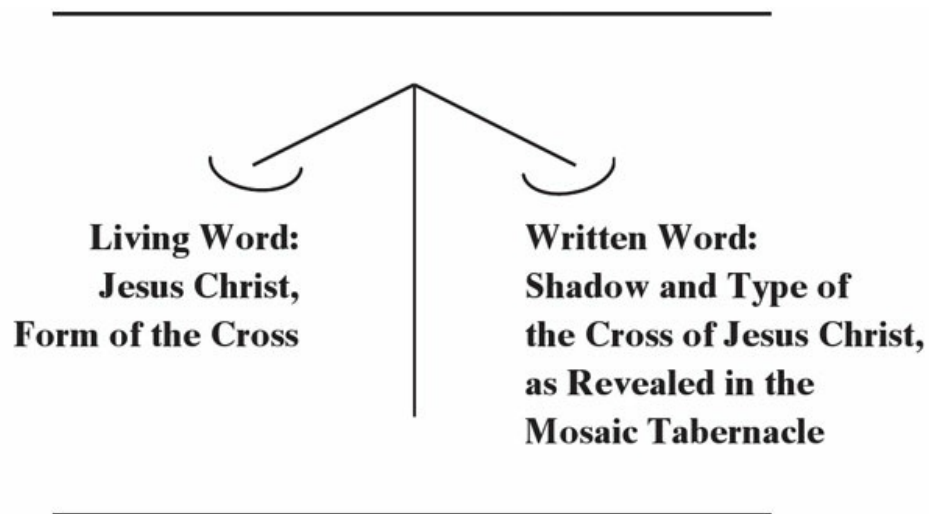 Living Word:
Jesus Christ,
Form of the Cross
Written Word:
Shadow and Type of
the Cross of Jesus Christ,
as Revealed in the
Mosaic Tabernacle